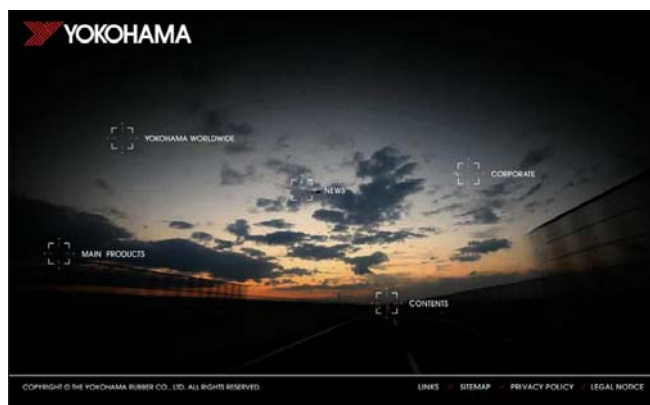 YOKOHAMA
YOKOHAMA WORLDWIDE
CORPORATE
NEWS
MAIN PRODUCTS
CONTENTS
COPYRIGHT © THE YOKOHAMA RUBBER CO., LTD. ALL RIGHTS RESERVED.
LINKS / SITEMAP / PRIVACY POLICY / LEGAL NOTICE